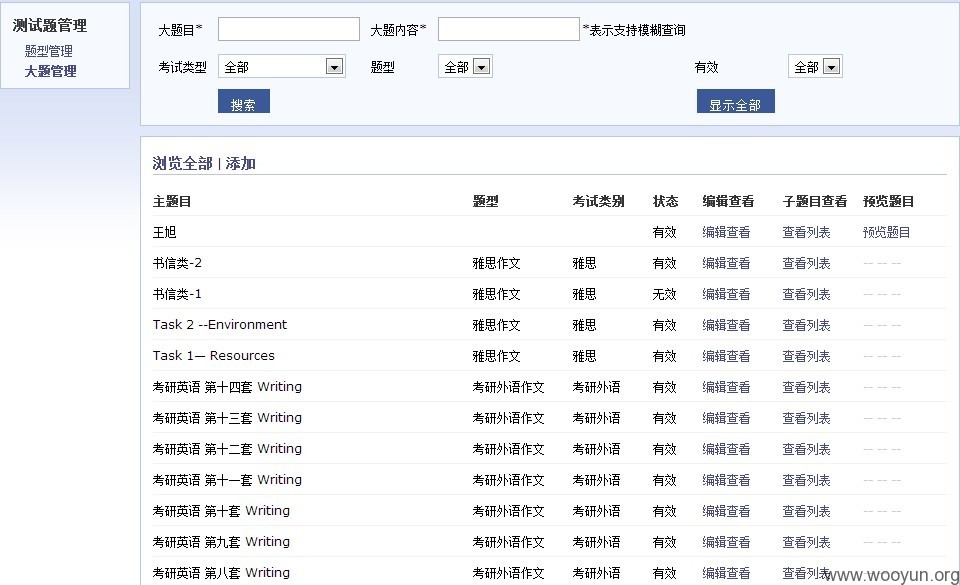 测试题管理
题型管理
大题管理
大题目* 大题内容* *表示支持模糊查询
考试类型 全部 题型 全部 有效 全部
搜索 显示全部
浏览全部 | 添加
主题目 题型 考试类别 状态 编辑查看 子题目查看 预览题目
王旭 有效 编辑查看 查看列表 预览题目
书信类-2 雅思作文 雅思 有效 编辑查看 查看列表 -- -- --
书信类-1 雅思作文 雅思 无效 编辑查看 查看列表 -- -- --
Task 2 --Environment 雅思作文 雅思 有效 编辑查看 查看列表 -- -- --
Task 1— Resources 雅思作文 雅思 有效 编辑查看 查看列表 -- -- --
考研英语 第十四套 Writing 考研外语作文 考研外语 有效 编辑查看 查看列表 -- -- --
考研英语 第十三套 Writing 考研外语作文 考研外语 有效 编辑查看 查看列表 -- -- --
考研英语 第十二套 Writing 考研外语作文 考研外语 有效 编辑查看 查看列表 -- -- --
考研英语 第十一套 Writing 考研外语作文 考研外语 有效 编辑查看 查看列表 -- -- --
考研英语 第十套 Writing 考研外语作文 考研外语 有效 编辑查看 查看列表 -- -- --
考研英语 第九套 Writing 考研外语作文 考研外语 有效 编辑查看 查看列表 -- -- --
考研英语 第八套 Writing 考研外语作文 考研外语 有效 编辑查看 查看列表
www.wooyun.org